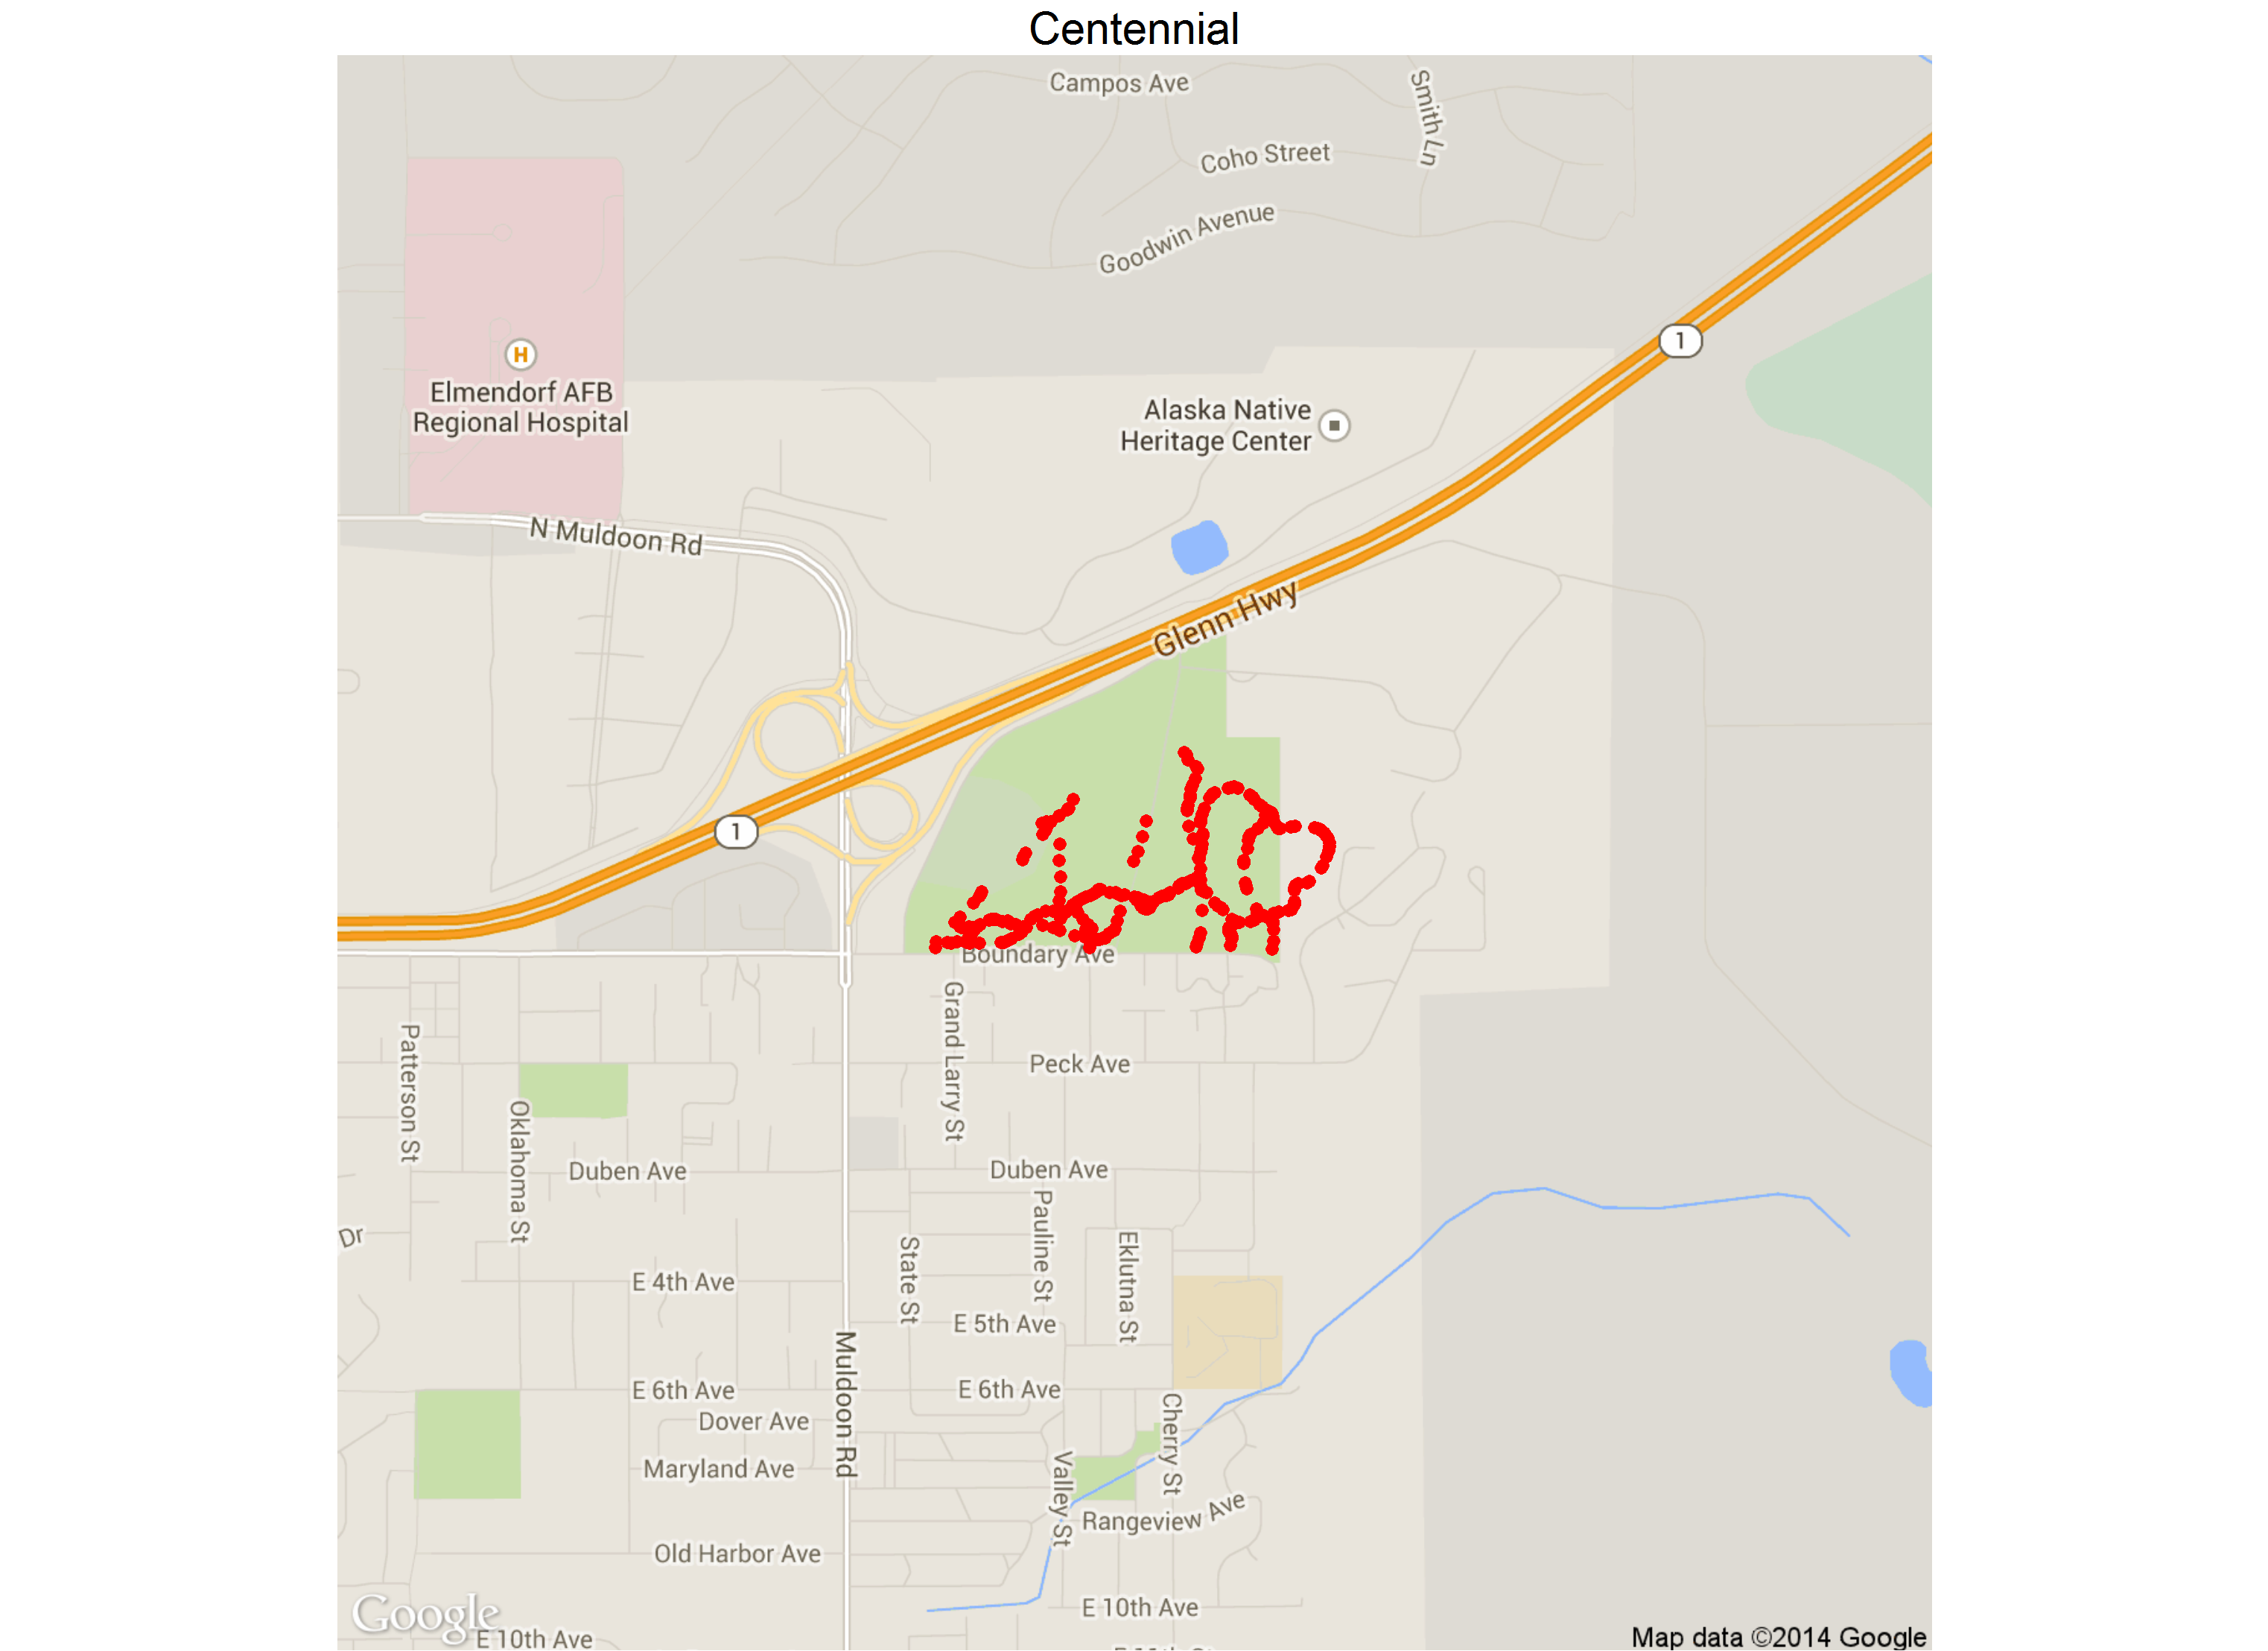 Centennial
Campos Ave
Smith Ln
Coho Street
Goodwin Avenue
1
H
Elmendorf AFB
Regional Hospital
Alaska Native
Heritage Center
N Muldoon Rd
Glenn Hwy
1
Boundary Ave
Grand Larry St
Patterson St
Peck Ave
Oklahoma St
Duben Ave
Duben Ave
Pauline St
Dr
State St
Eklutna St
E 4th Ave
E 5th Ave
Muldoon Rd
E 6th Ave
E 6th Ave
Cherry St
Dover Ave
Maryland Ave
Valley St
Rangeview Ave
Old Harbor Ave
Google
E 10th Ave
E 10th Ave
Map data ©2014 Google